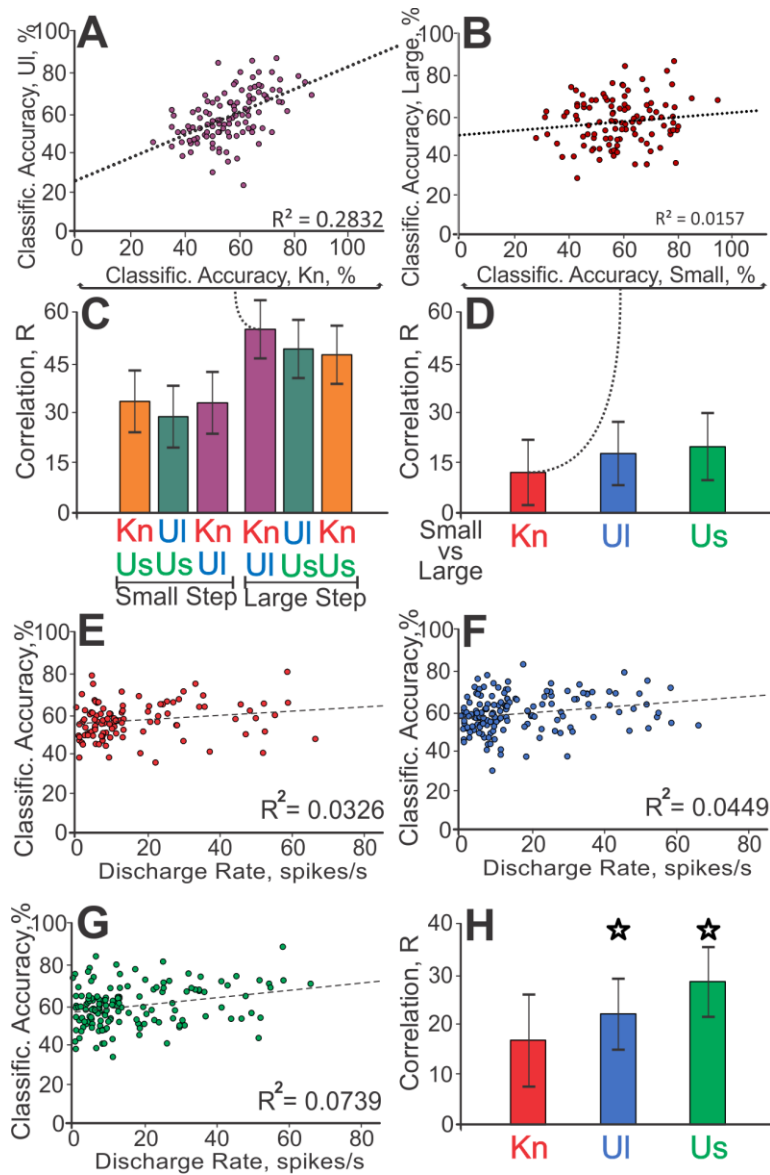 A
Classific. Accuracy, Ul, %
100
80
60
40
20
0
R² = 0.2832
0 20 40 60 80 100
Classific. Accuracy, Kn, %
B
Classific. Accuracy, Large, %
100
80
60
40
20
0
R² = 0.0157
0 20 40 60 80 100
Classific. Accuracy, Small, %
C
Correlation, R
60
45
30
15
0
Kn Ul Kn Kn Ul Kn
Us Us Ul Ul Us Us
Small Step Large Step
D
Correlation, R
60
45
30
15
0
Small
vs
Large
Kn Ul Us
E
Classific. Accuracy,%
100
80
60
40
20
0
R²= 0.0326
0 20 40 60 80
Discharge Rate, spikes/s
F
Classific. Accuracy,%
100
80
60
40
20
0
R²= 0.0449
0 20 40 60 80
Discharge Rate, spikes/s
G
Classific. Accuracy,%
100
80
60
40
20
0
R²= 0.0739
0 20 40 60 80
Discharge Rate, spikes/s
H
Correlation, R
40
30
20
10
0
Kn Ul Us